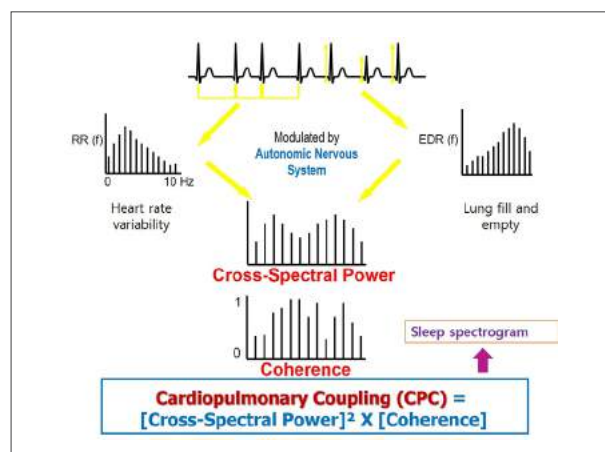 RR (f)
0
10 Hz
Heart rate
variability
Modulated by
Autonomic Nervous
System
EDR (f)
Lung fill and
empty
Cross-Spectral Power
1
0
Coherence
Sleep spectrogram
Cardiopulmonary Coupling (CPC) =
[Cross-Spectral Power]² X [Coherence]